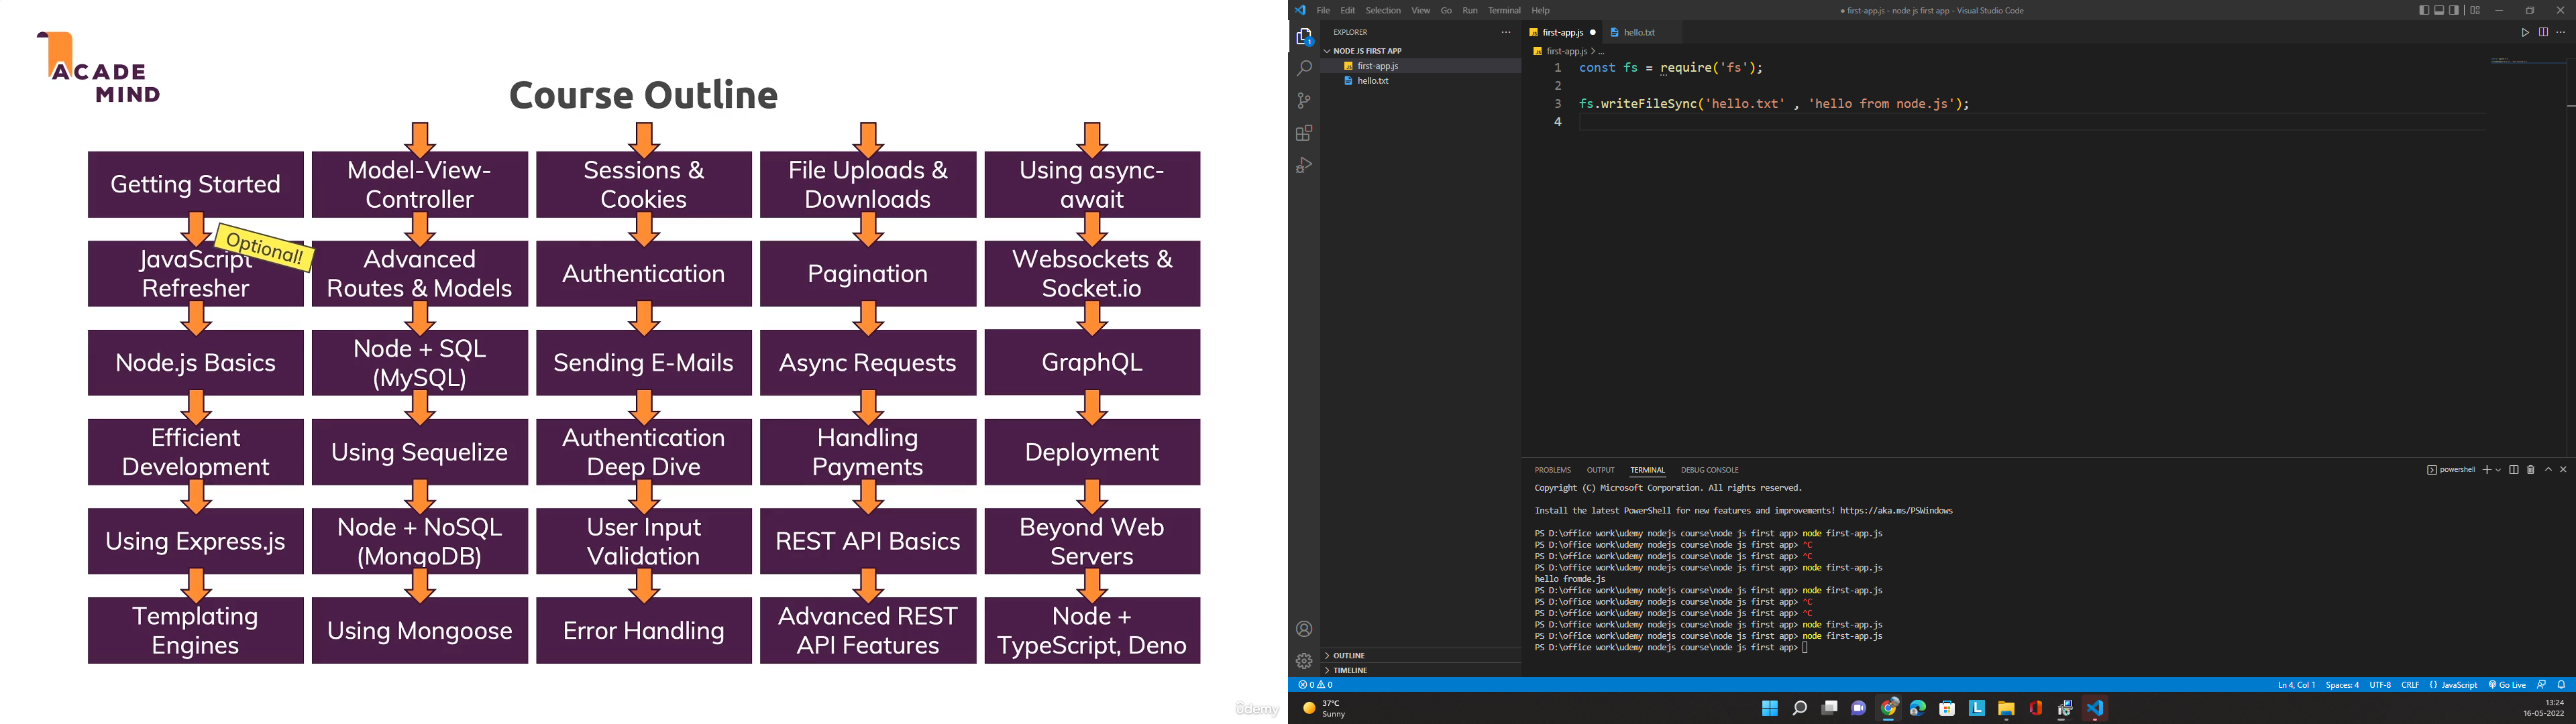 ACADE
MIND
Course Outline
Getting Started
JavaScript
Refresher
Optional!
Node.js Basics
Efficient
Development
Using Express.js
Templating
Engines
Model-View-
Controller
Advanced
Routes & Models
Node + SQL
(MySQL)
Using Sequelize
Node + NoSQL
(MongoDB)
Using Mongoose
Sessions &
Cookies
Authentication
Sending E-Mails
Authentication
Deep Dive
User Input
Validation
Error Handling
File Uploads &
Downloads
Pagination
Async Requests
Handling
Payments
REST API Basics
Advanced REST
API Features
Using async-
await
Websockets &
Socket.io
GraphQL
Deployment
Beyond Web
Servers
Node +
TypeScript, Deno
ûdemy
File Edit Selection View Go Run Terminal Help
● first-app.js - node js first app - Visual Studio Code
EXPLORER
NODE JS FIRST APP
first-app.js
hello.txt
OUTLINE
TIMELINE
first-app.js hello.txt
first-app.js > ...
1 const fs = require('fs');
2
3 fs.writeFileSync('hello.txt' , 'hello from node.js');
4
PROBLEMS OUTPUT TERMINAL DEBUG CONSOLE
powershell
Copyright (C) Microsoft Corporation. All rights reserved.
Install the latest PowerShell for new features and improvements! https://aka.ms/PSWindows
PS D:\office work\udemy nodejs course\node js first app> node first-app.js
PS D:\office work\udemy nodejs course\node js first app> ^C
PS D:\office work\udemy nodejs course\node js first app> ^C
PS D:\office work\udemy nodejs course\node js first app> node first-app.js
hello fromde.js
PS D:\office work\udemy nodejs course\node js first app> node first-app.js
PS D:\office work\udemy nodejs course\node js first app> ^C
PS D:\office work\udemy nodejs course\node js first app> ^C
PS D:\office work\udemy nodejs course\node js first app> node first-app.js
PS D:\office work\udemy nodejs course\node js first app> node first-app.js
PS D:\office work\udemy nodejs course\node js first app>
0 0
Ln 4, Col 1 Spaces: 4 UTF-8 CRLF {} JavaScript Go Live
37°C
Sunny
13:24
16-05-2022